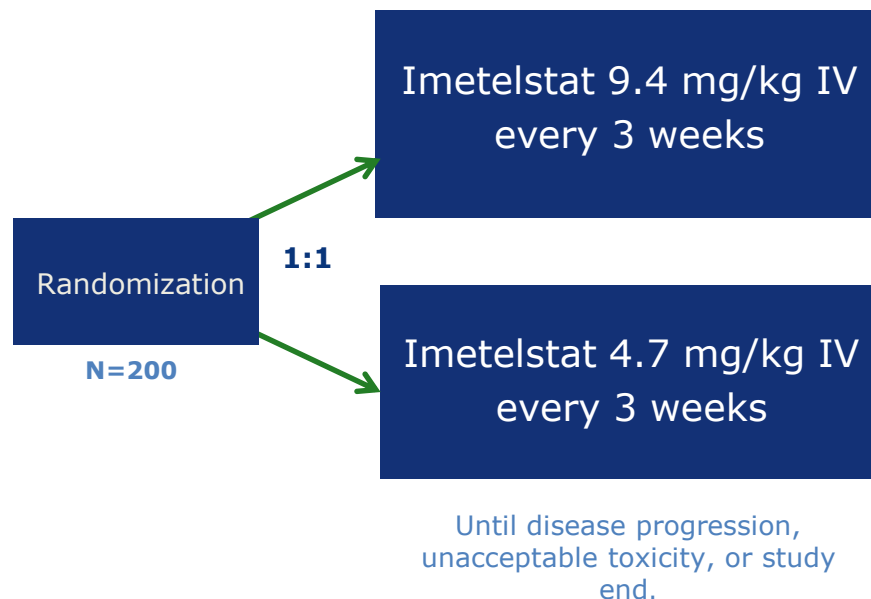 Imetelstat 9.4 mg/kg IV
every 3 weeks
1:1
Randomization
N=200
Imetelstat 4.7 mg/kg IV
every 3 weeks
Until disease progression,
unacceptable toxicity, or study
end.